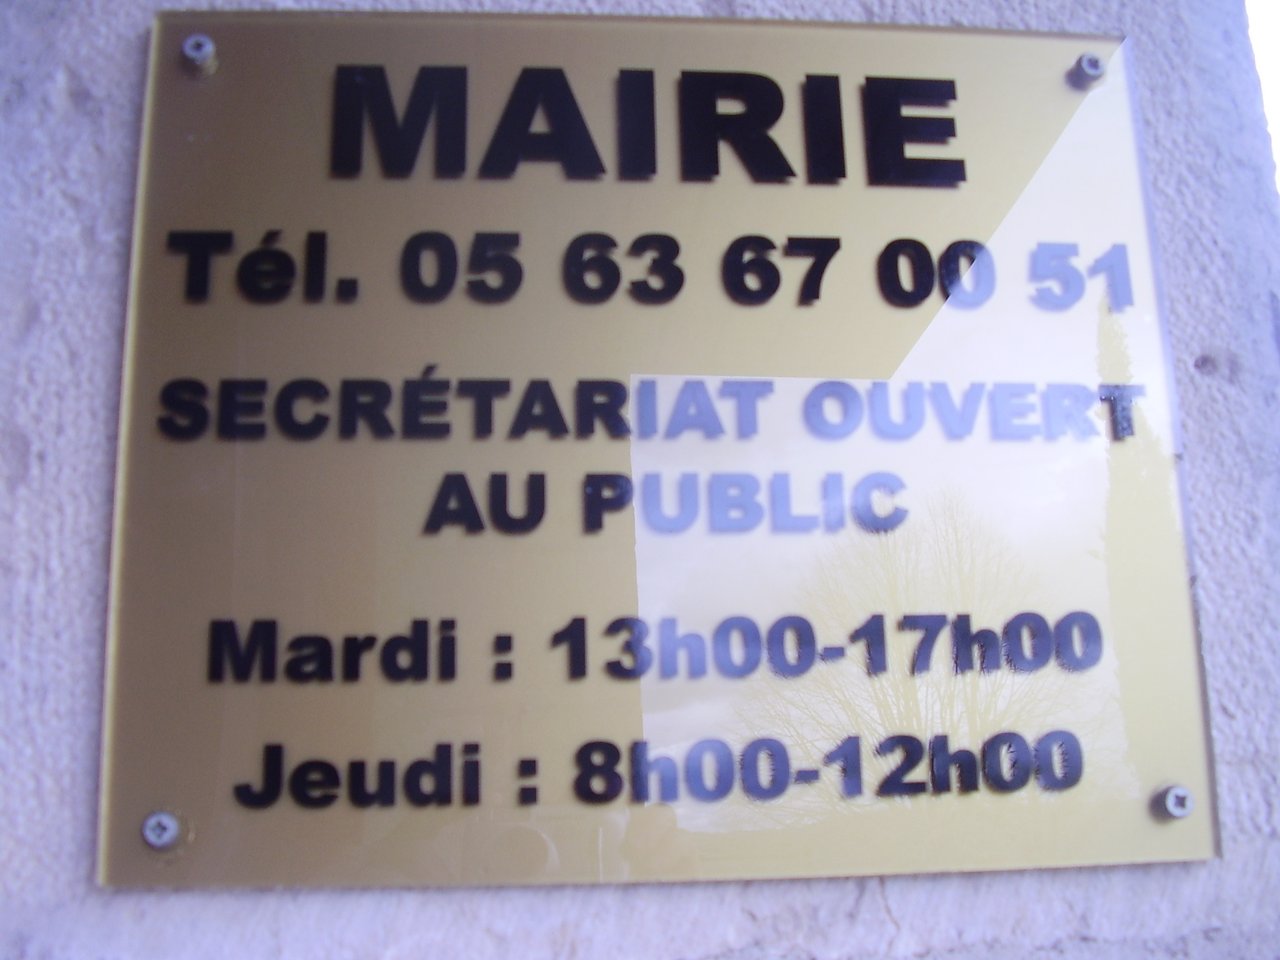 MAIRIE
Tél. 05 63 67 00 51
SECRÉTARIAT OUVERT
AU PUBLIC
Mardi : 13h00-17h00
Jeudi : 8h00-12h00